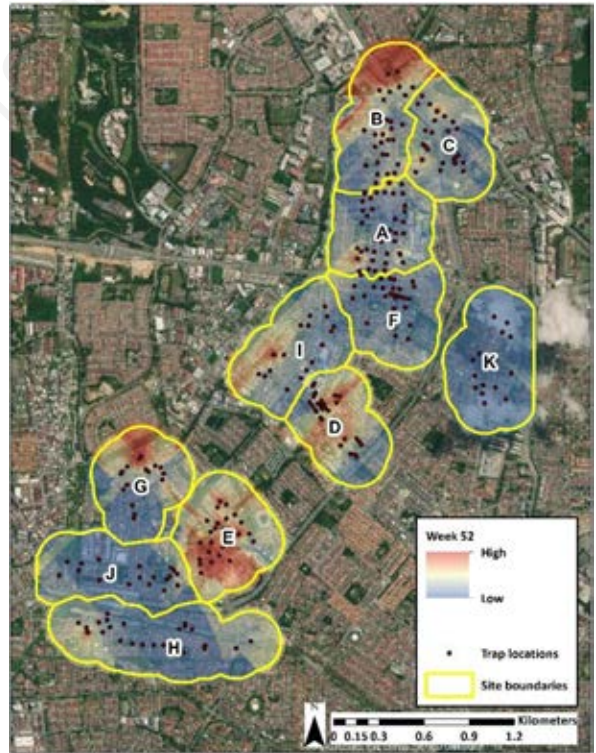 B
C
A
F
I
K
D
G
E
J
H
Week 52
High
Low
Trap locations
Site boundaries
N
Kilometers
0 0.15 0.3 0.6 0.9 1.2